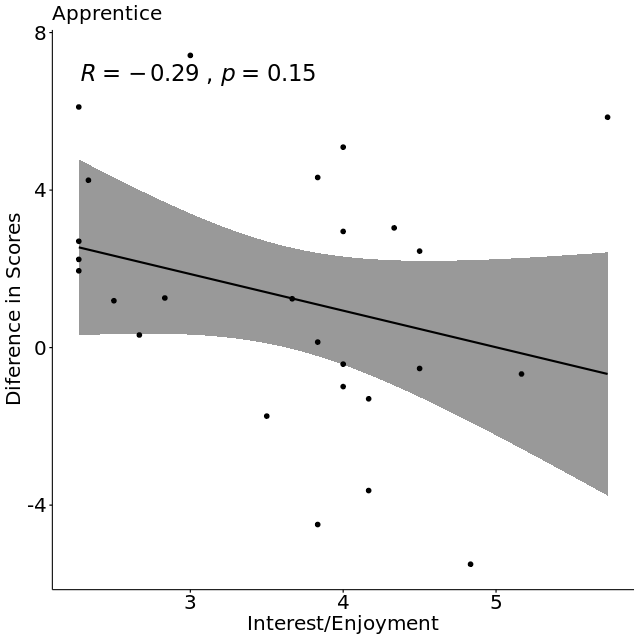 Apprentice
8
R = −0.29 , p = 0.15
4
0
-4
Diference in Scores
3 4 5
Interest/Enjoyment